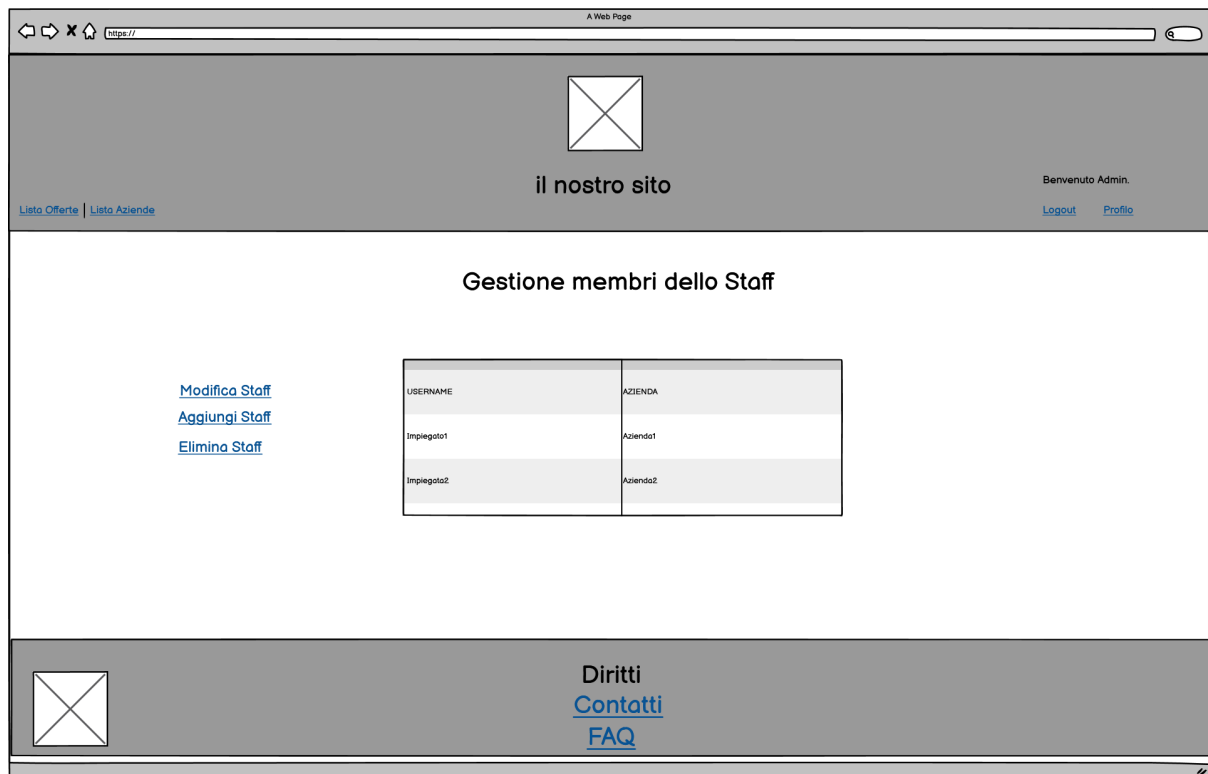 A Web Page
https://
il nostro sito
Benvenuto Admin.
Lista Offerte | Lista Aziende
Logout Profilo
Gestione membri dello Staff
Modifica Staff
Aggiungi Staff
Elimina Staff
USERNAME AZIENDA
Impiegato1 Azienda1
Impiegata2 Azienda2
Diritti
Contatti
FAQ